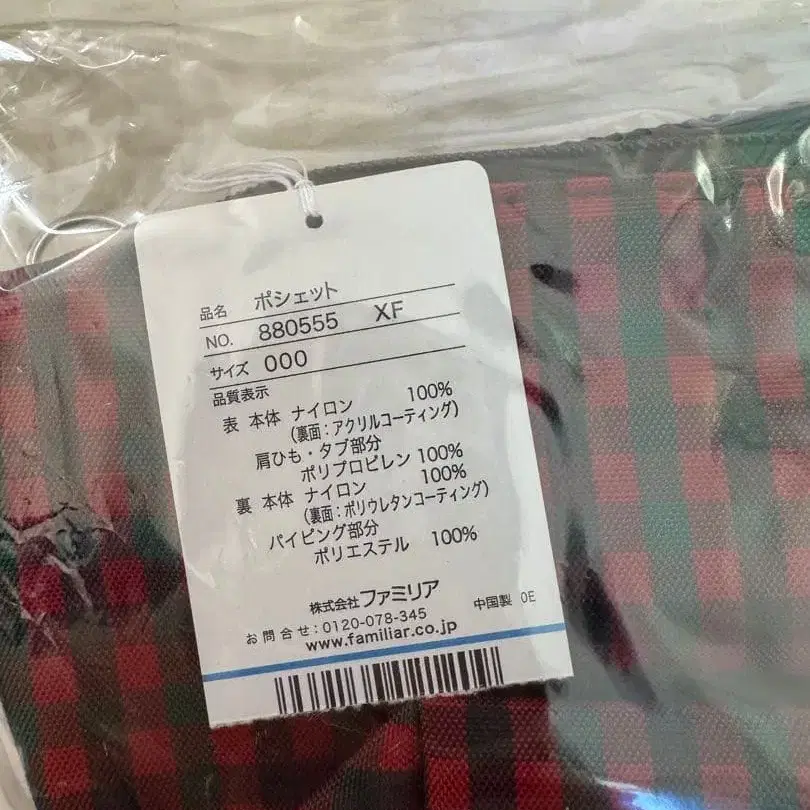 品名 ポシェット
NO. 880555 XF
サイズ 000
品質表示
表 本体 ナイロン 100%
(裏面:アクリルコーティング)
肩ひも・タブ部分
ポリプロピレン 100%
裏 本体 ナイロン 100%
(裏面:ポリウレタンコーティング)
パイピング部分
ポリエステル 100%
株式会社ファミリア 中国製 0E
お問合せ:0120-078-345
www.familiar.co.jp